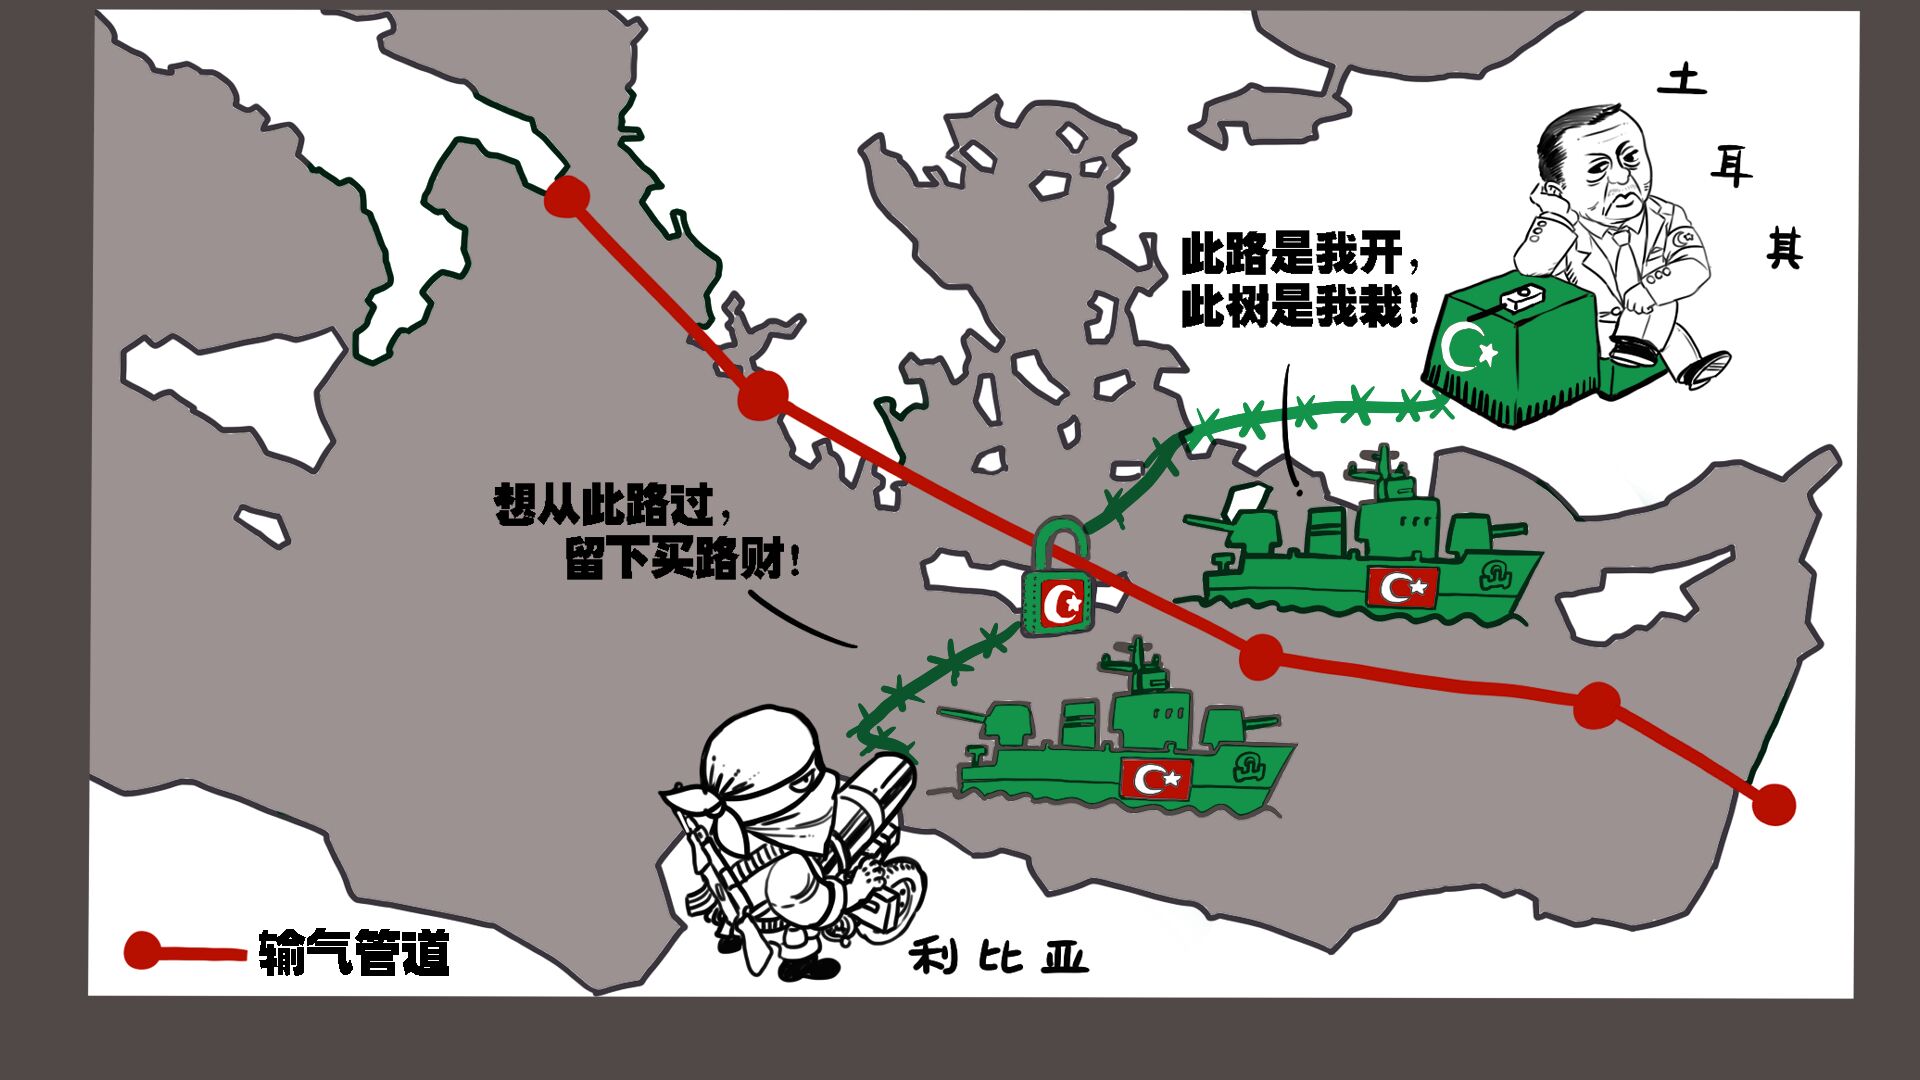 土耳其
此路是我开，
此树是我栽！
想从此路过，
留下买路财！
利比亚
输气管道